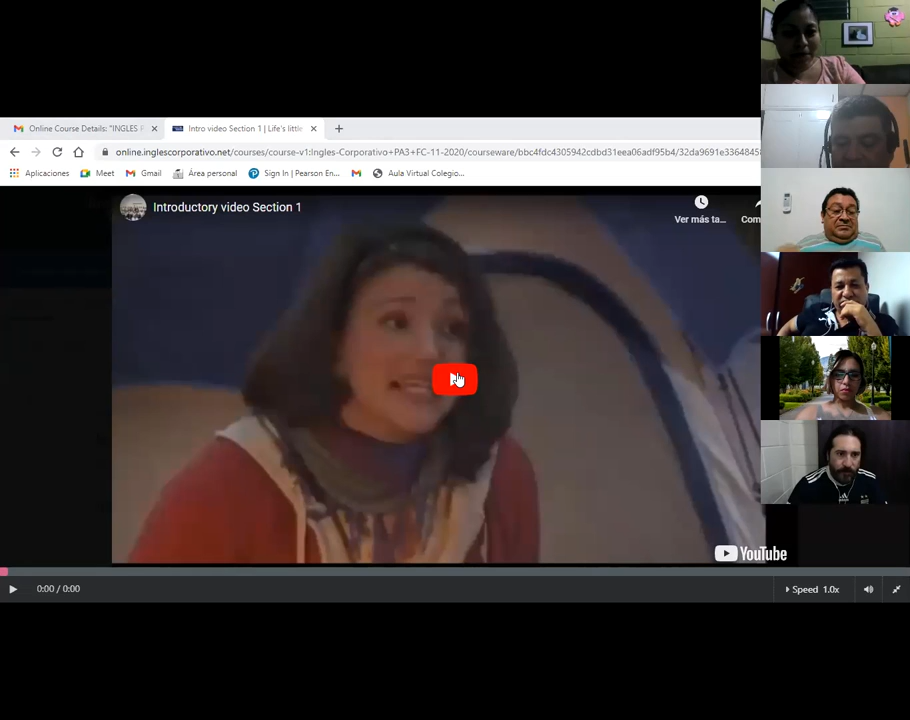 Online Course Details: "INGLES P
Intro video Section 1 | Life's little
online.inglescorporativo.net/courses/course-v1:Ingles-Corporativo+PA3+FC-11-2020/courseware/bbc4fdc4305942cdbd31eea06adf95b4/32da9691e3364845
Aplicaciones
Meet
Gmail
Área personal
Sign In | Pearson En...
Aula Virtual Colegio...
Introductory video Section 1
Ver más ta...
Com
YouTube
0:00 / 0:00
Speed 1.0x